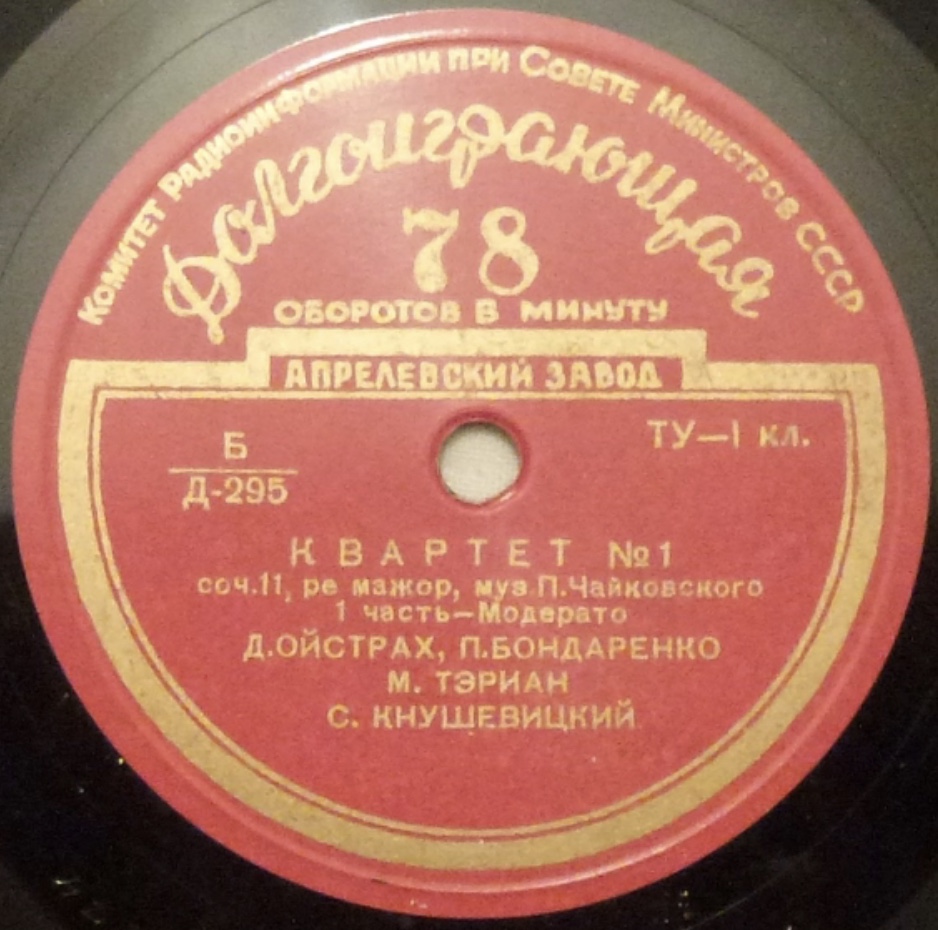 Комитет Радиоинформации при Совете Министров СССР
Долгоиграющая
78
ОБОРОТОВ В МИНУТУ
АПРЕЛЕВСКИЙ ЗАВОД
Б
Д-295
ТУ—I кл.
КВАРТЕТ №1
соч.11, ре мажор, муз.П.Чайковского
1 часть—Модерато
Д.ОЙСТРАХ, П.БОНДАРЕНКО
М. ТЭРИАН
С. КНУШЕВИЦКИЙ